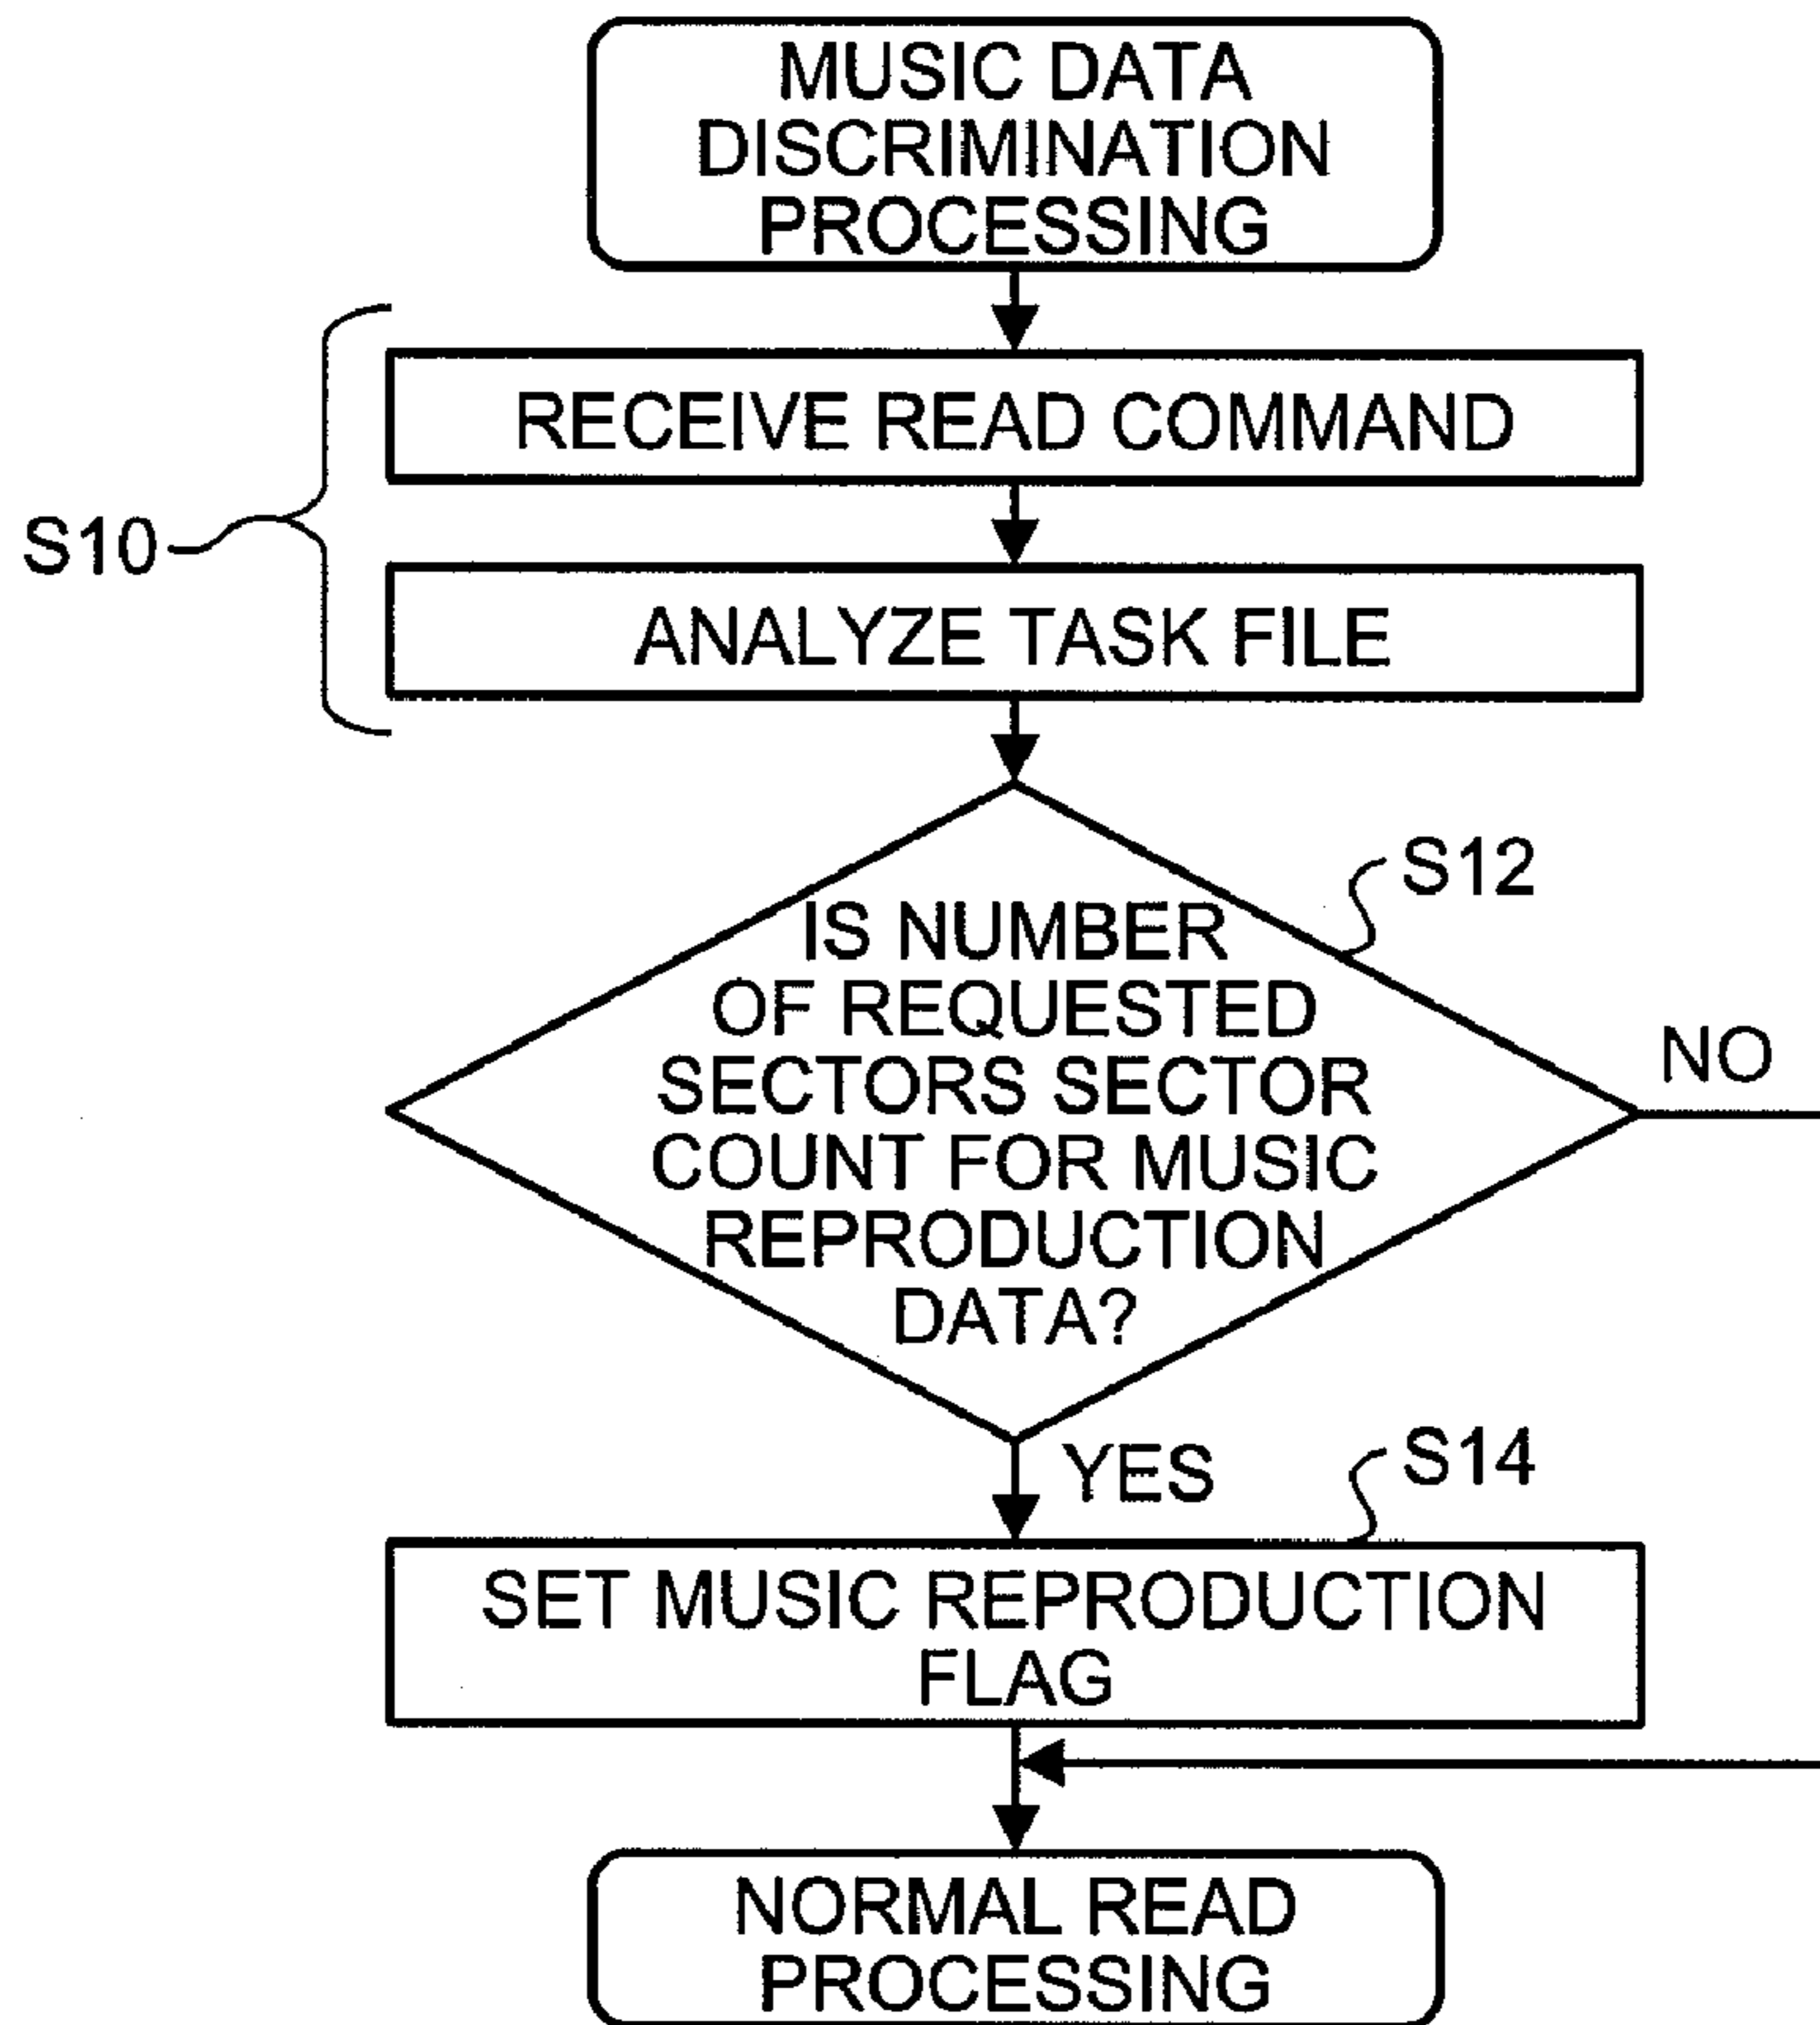 MUSIC DATA
DISCRIMINATION
PROCESSING
RECEIVE READ COMMAND
S10
ANALYZE TASK FILE
S12
IS NUMBER
OF REQUESTED
SECTORS SECTOR
COUNT FOR MUSIC
REPRODUCTION
DATA?
NO
YES
S14
SET MUSIC REPRODUCTION
FLAG
NORMAL READ
PROCESSING